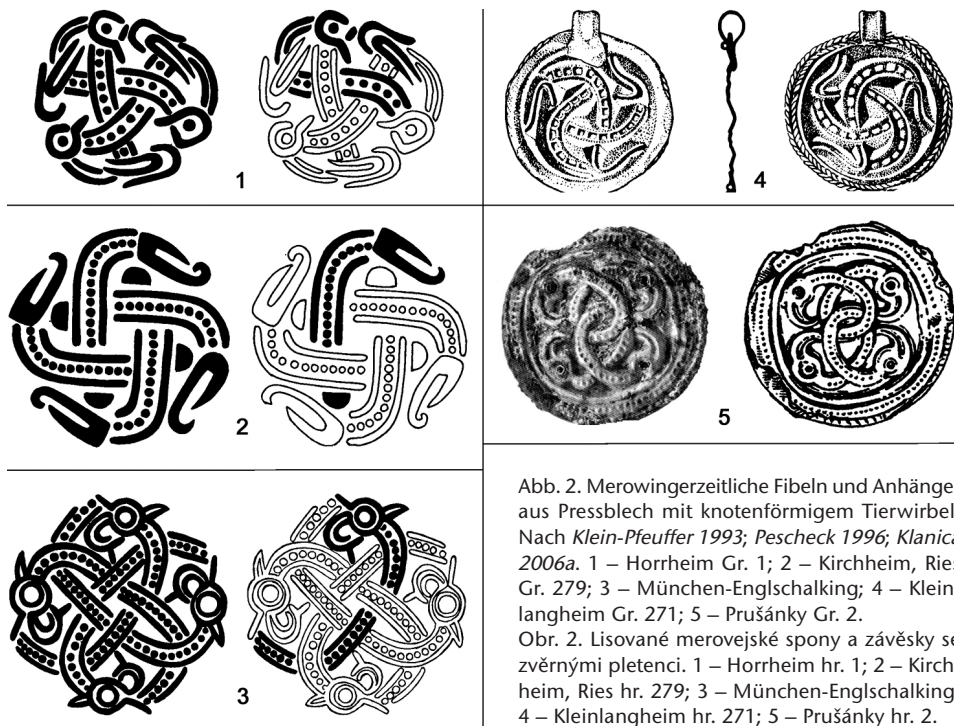 1
4
2
5
3
Abb. 2. Merowingerzeitliche Fibeln und Anhänge
aus Pressblech mit knotenförmigem Tierwirbel
Nach Klein-Pfeuffer 1993; Pescheck 1996; Klanica
2006a. 1 – Horrheim Gr. 1; 2 – Kirchheim, Ries
Gr. 279; 3 – München-Englschalking; 4 – Klein
langheim Gr. 271; 5 – Prušánky Gr. 2.
Obr. 2. Lisované merovejské spony a závěsky se
zvěrnými pletenci. 1 – Horrheim hr. 1; 2 – Kirch
heim, Ries hr. 279; 3 – München-Englschalking
4 – Kleinlangheim hr. 271; 5 – Prušánky hr. 2.